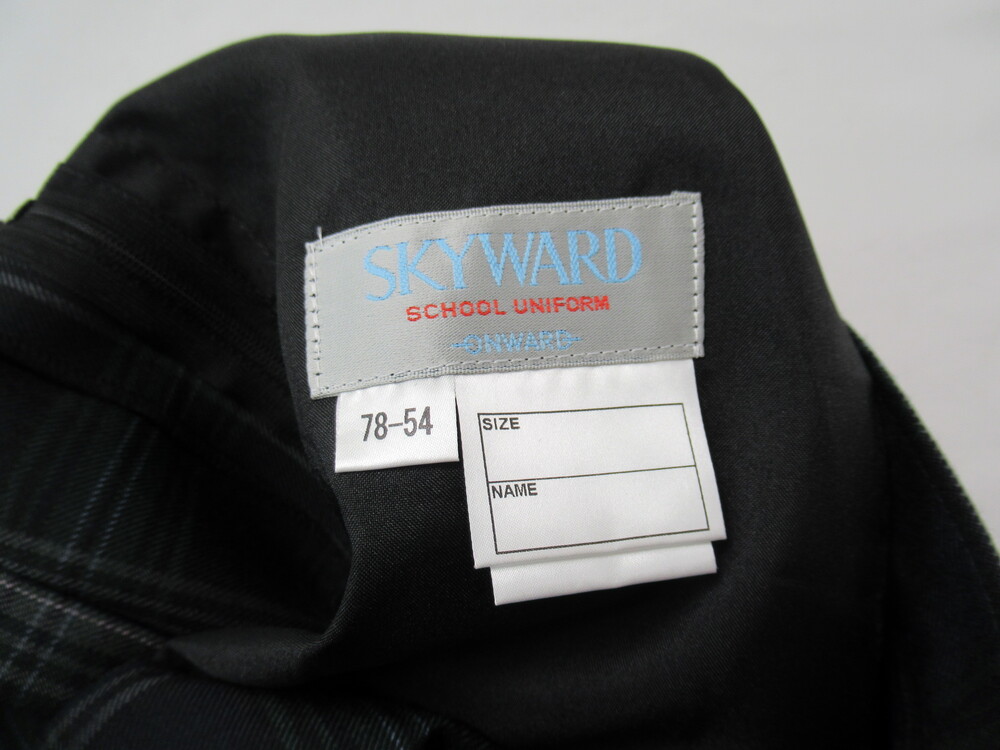 SKYWARD
SCHOOL UNIFORM
ONWARD
78-54
SIZE
NAME